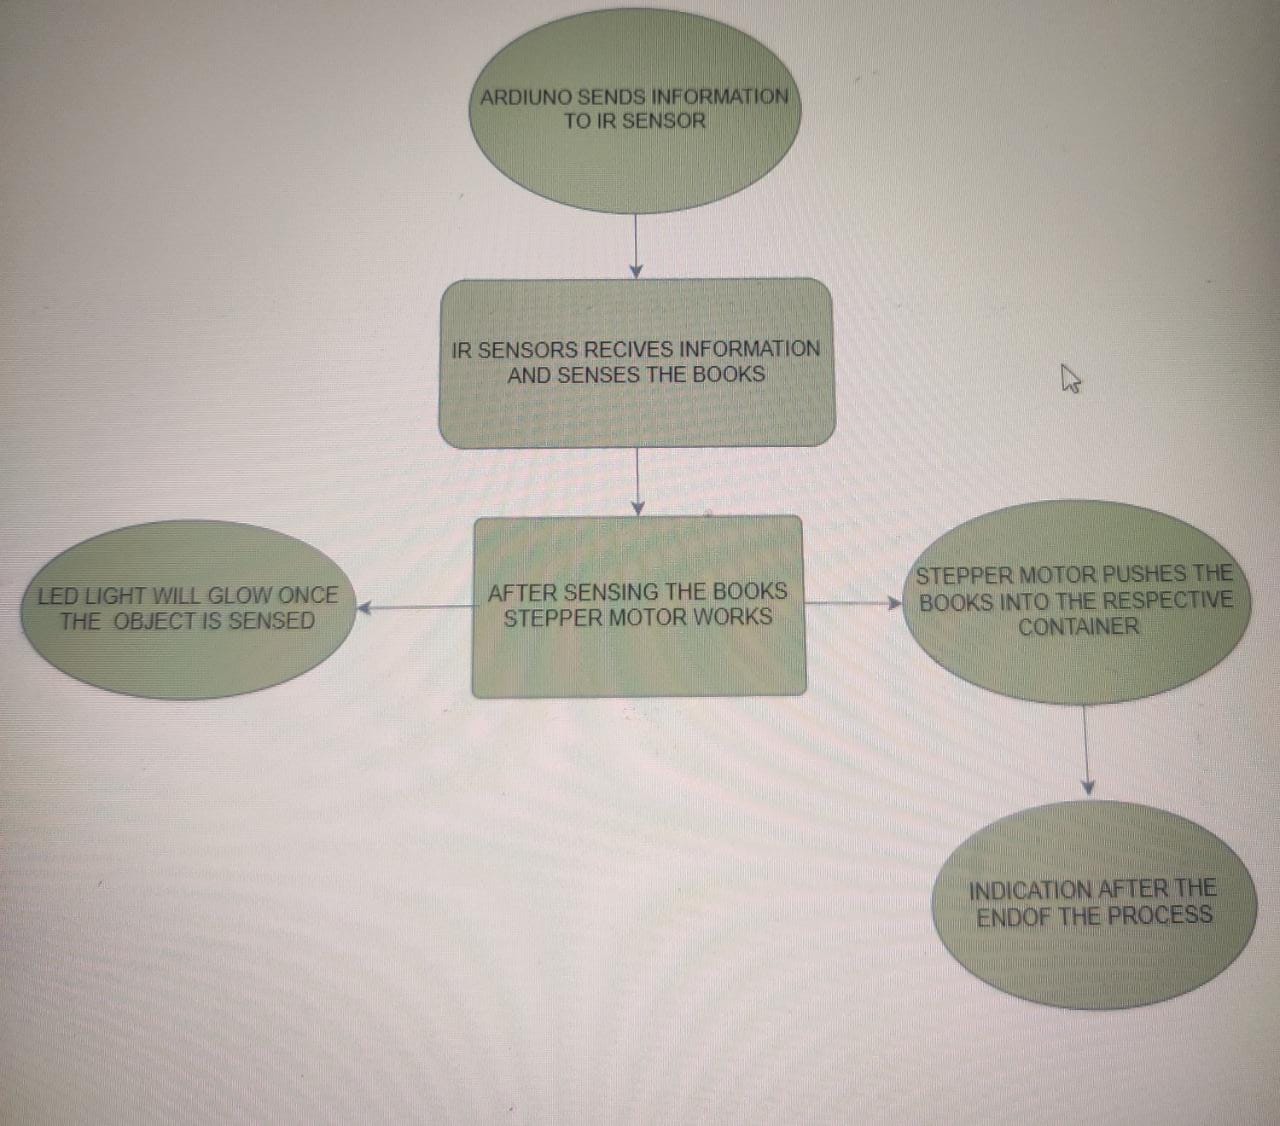 ARDIUNO SENDS INFORMATION
TO IR SENSOR
IR SENSORS RECIVES INFORMATION
AND SENSES THE BOOKS
LED LIGHT WILL GLOW ONCE
THE OBJECT IS SENSED
AFTER SENSING THE BOOKS
STEPPER MOTOR WORKS
STEPPER MOTOR PUSHES THE
BOOKS INTO THE RESPECTIVE
CONTAINER
INDICATION AFTER THE
ENDOF THE PROCESS